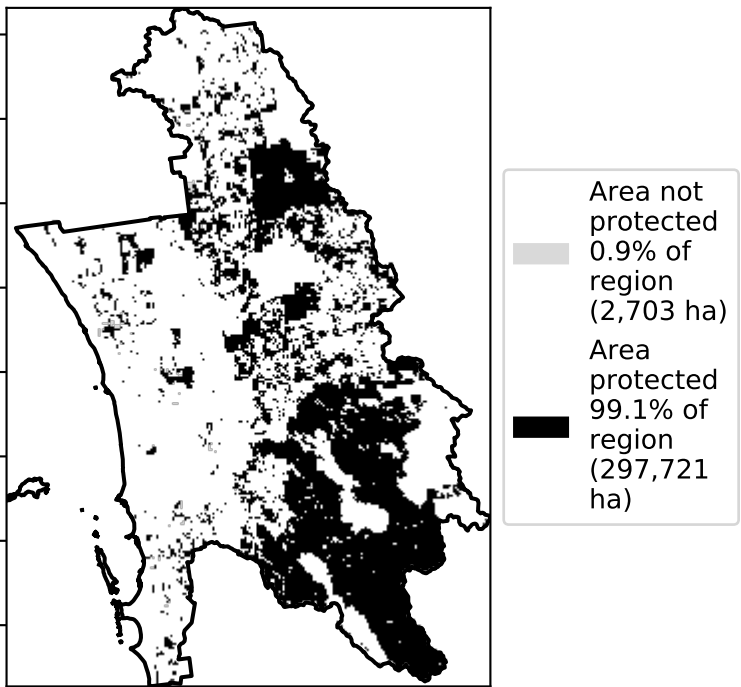 Area not
protected
0.9% of
region
(2,703 ha)
Area
protected
99.1% of
region
(297,721
ha)